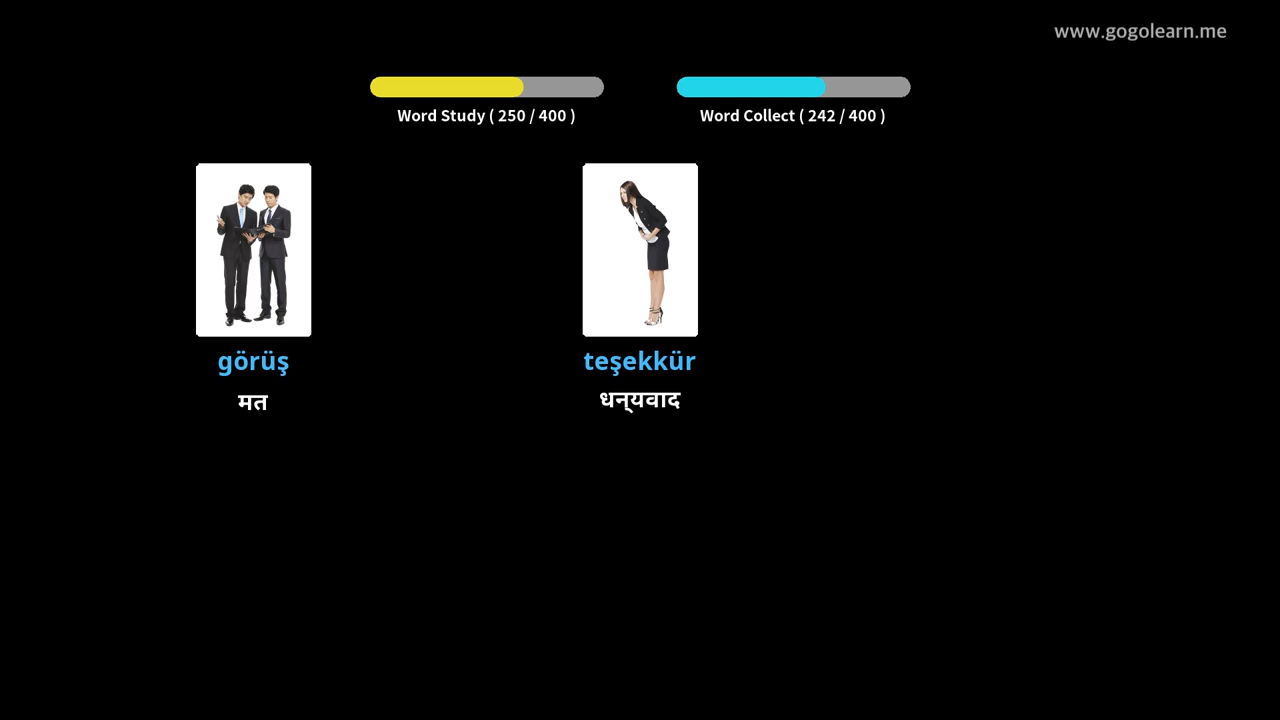 www.gogolearn.me
Word Study ( 250 / 400 )
Word Collect ( 242 / 400 )
görüş
teşekkür
मत
धन्यवाद